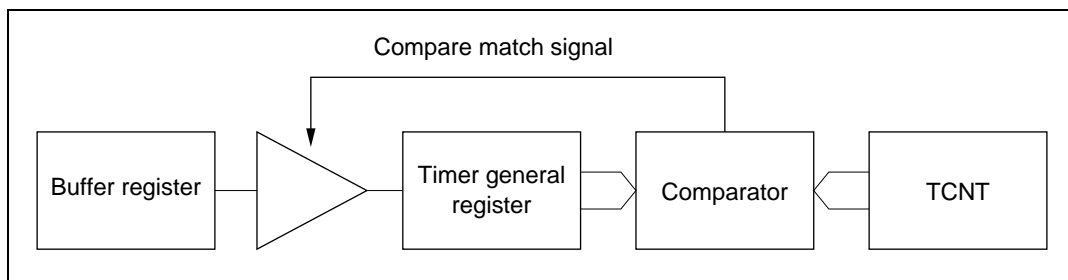 Compare match signal
Buffer register
Timer general
register
Comparator
TCNT